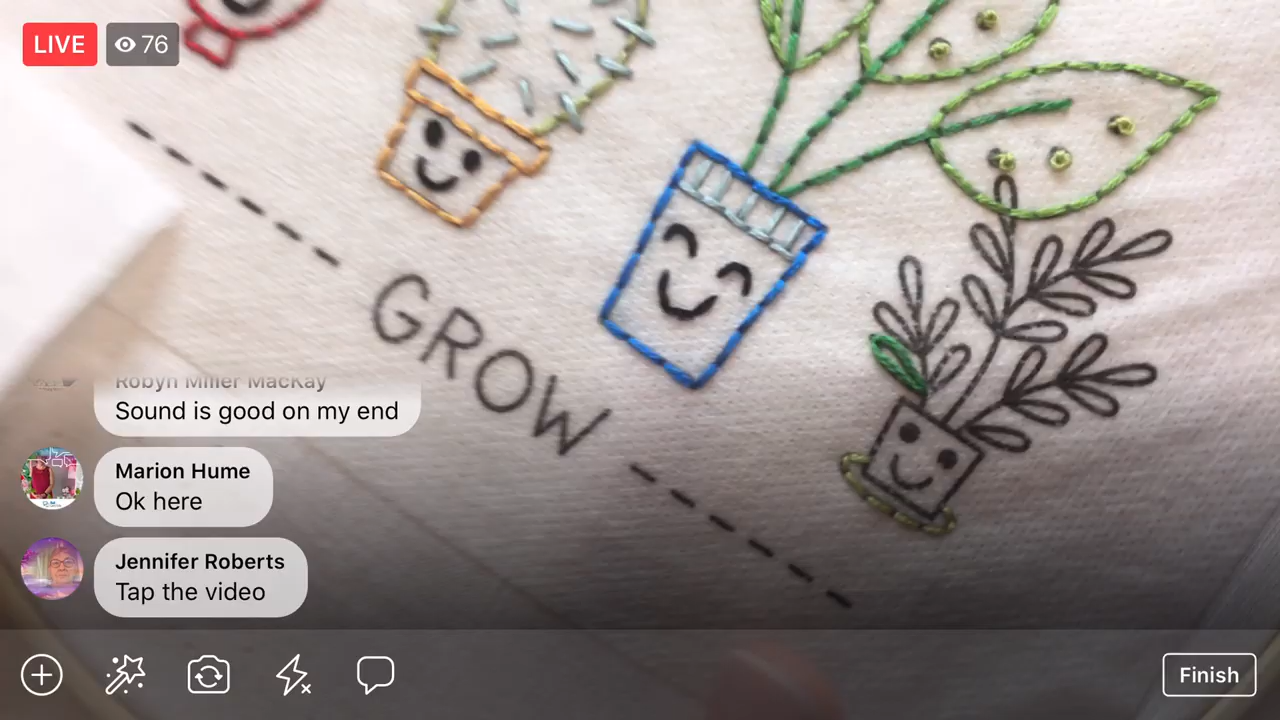 LIVE
76
GROW
Robyn Miller MacKay
Sound is good on my end
Marion Hume
Ok here
Jennifer Roberts
Tap the video
Finish